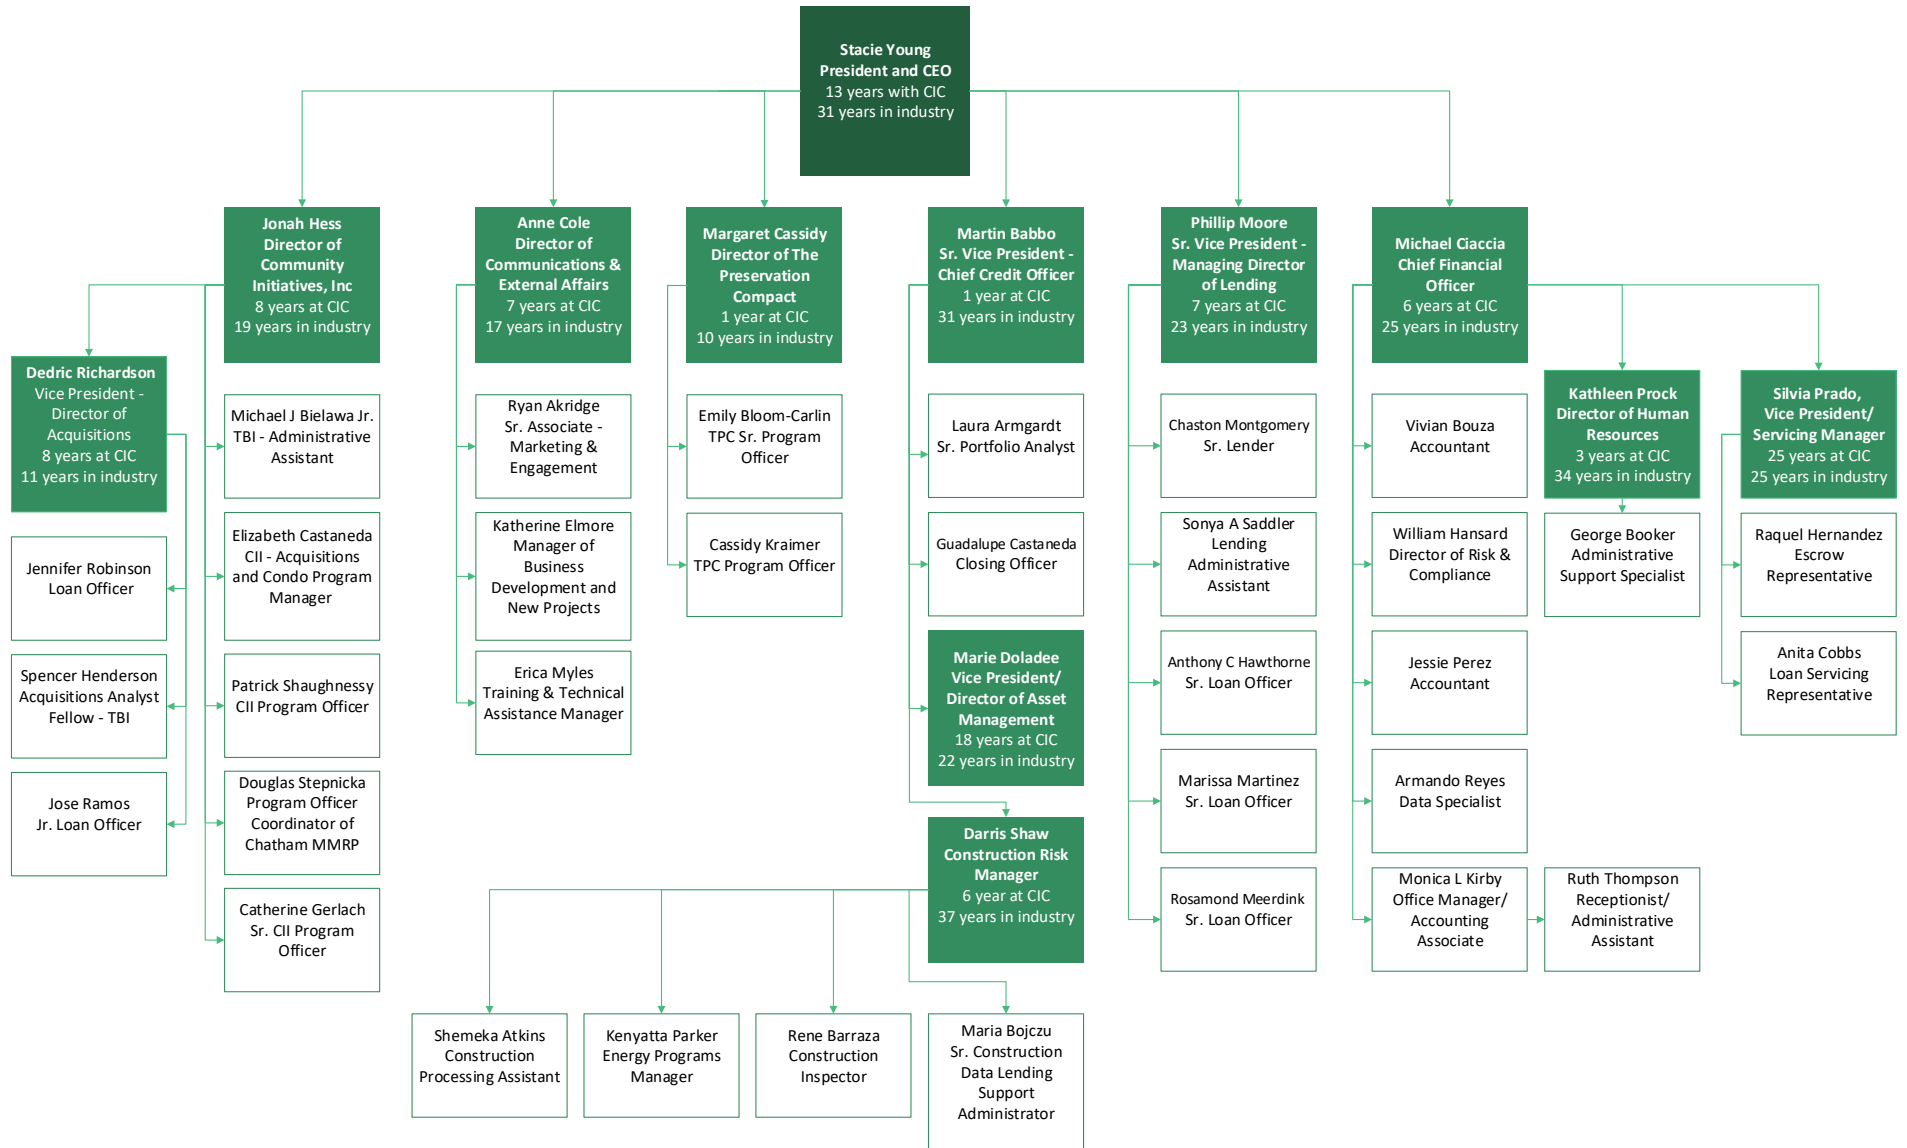 Stacie Young
President and CEO
13 years with CIC
31 years in industry
Jonah Hess
Director of
Community
Initiatives, Inc
8 years at CIC
19 years in industry
Anne Cole
Director of
Communications &
External Affairs
7 years at CIC
17 years in industry
Margaret Cassidy
Director of The
Preservation
Compact
1 year at CIC
10 years in industry
Martin Babbo
Sr. Vice President -
Chief Credit Officer
1 year at CIC
31 years in industry
Phillip Moore
Sr. Vice President -
Managing Director
of Lending
7 years at CIC
23 years in industry
Michael Ciaccia
Chief Financial
Officer
6 years at CIC
25 years in industry
Dedric Richardson
Vice President -
Director of
Acquisitions
8 years at CIC
11 years in industry
Kathleen Prock
Director of Human
Resources
3 years at CIC
34 years in industry
Silvia Prado,
Vice President/
Servicing Manager
25 years at CIC
25 years in industry
Michael J Bielawa Jr.
TBI - Administrative
Assistant
Ryan Akridge
Sr. Associate -
Marketing &
Engagement
Emily Bloom-Carlin
TPC Sr. Program
Officer
Laura Armgardt
Sr. Portfolio Analyst
Chaston Montgomery
Sr. Lender
Vivian Bouza
Accountant
Jennifer Robinson
Loan Officer
Elizabeth Castaneda
CII - Acquisitions
and Condo Program
Manager
Katherine Elmore
Manager of
Business
Development and
New Projects
Cassidy Kraimer
TPC Program Officer
Guadalupe Castaneda
Closing Officer
Sonya A Saddler
Lending
Administrative
Assistant
William Hansard
Director of Risk &
Compliance
George Booker
Administrative
Support Specialist
Raquel Hernandez
Escrow
Representative
Spencer Henderson
Acquisitions Analyst
Fellow - TBI
Patrick Shaughnessy
CII Program Officer
Erica Myles
Training & Technical
Assistance Manager
Marie Doladee
Vice President/
Director of Asset
Management
18 years at CIC
22 years in industry
Anthony C Hawthorne
Sr. Loan Officer
Jessie Perez
Accountant
Anita Cobbs
Loan Servicing
Representative
Jose Ramos
Jr. Loan Officer
Douglas Stepnicka
Program Officer
Coordinator of
Chatham MMRP
Marissa Martinez
Sr. Loan Officer
Armando Reyes
Data Specialist
Darris Shaw
Construction Risk
Manager
6 year at CIC
37 years in industry
Catherine Gerlach
Sr. CII Program
Officer
Rosamond Meerdink
Sr. Loan Officer
Monica L Kirby
Office Manager/
Accounting
Associate
Ruth Thompson
Receptionist/
Administrative
Assistant
Shemeka Atkins
Construction
Processing Assistant
Kenyatta Parker
Energy Programs
Manager
Rene Barraza
Construction
Inspector
Maria Bojczu
Sr. Construction
Data Lending
Support
Administrator